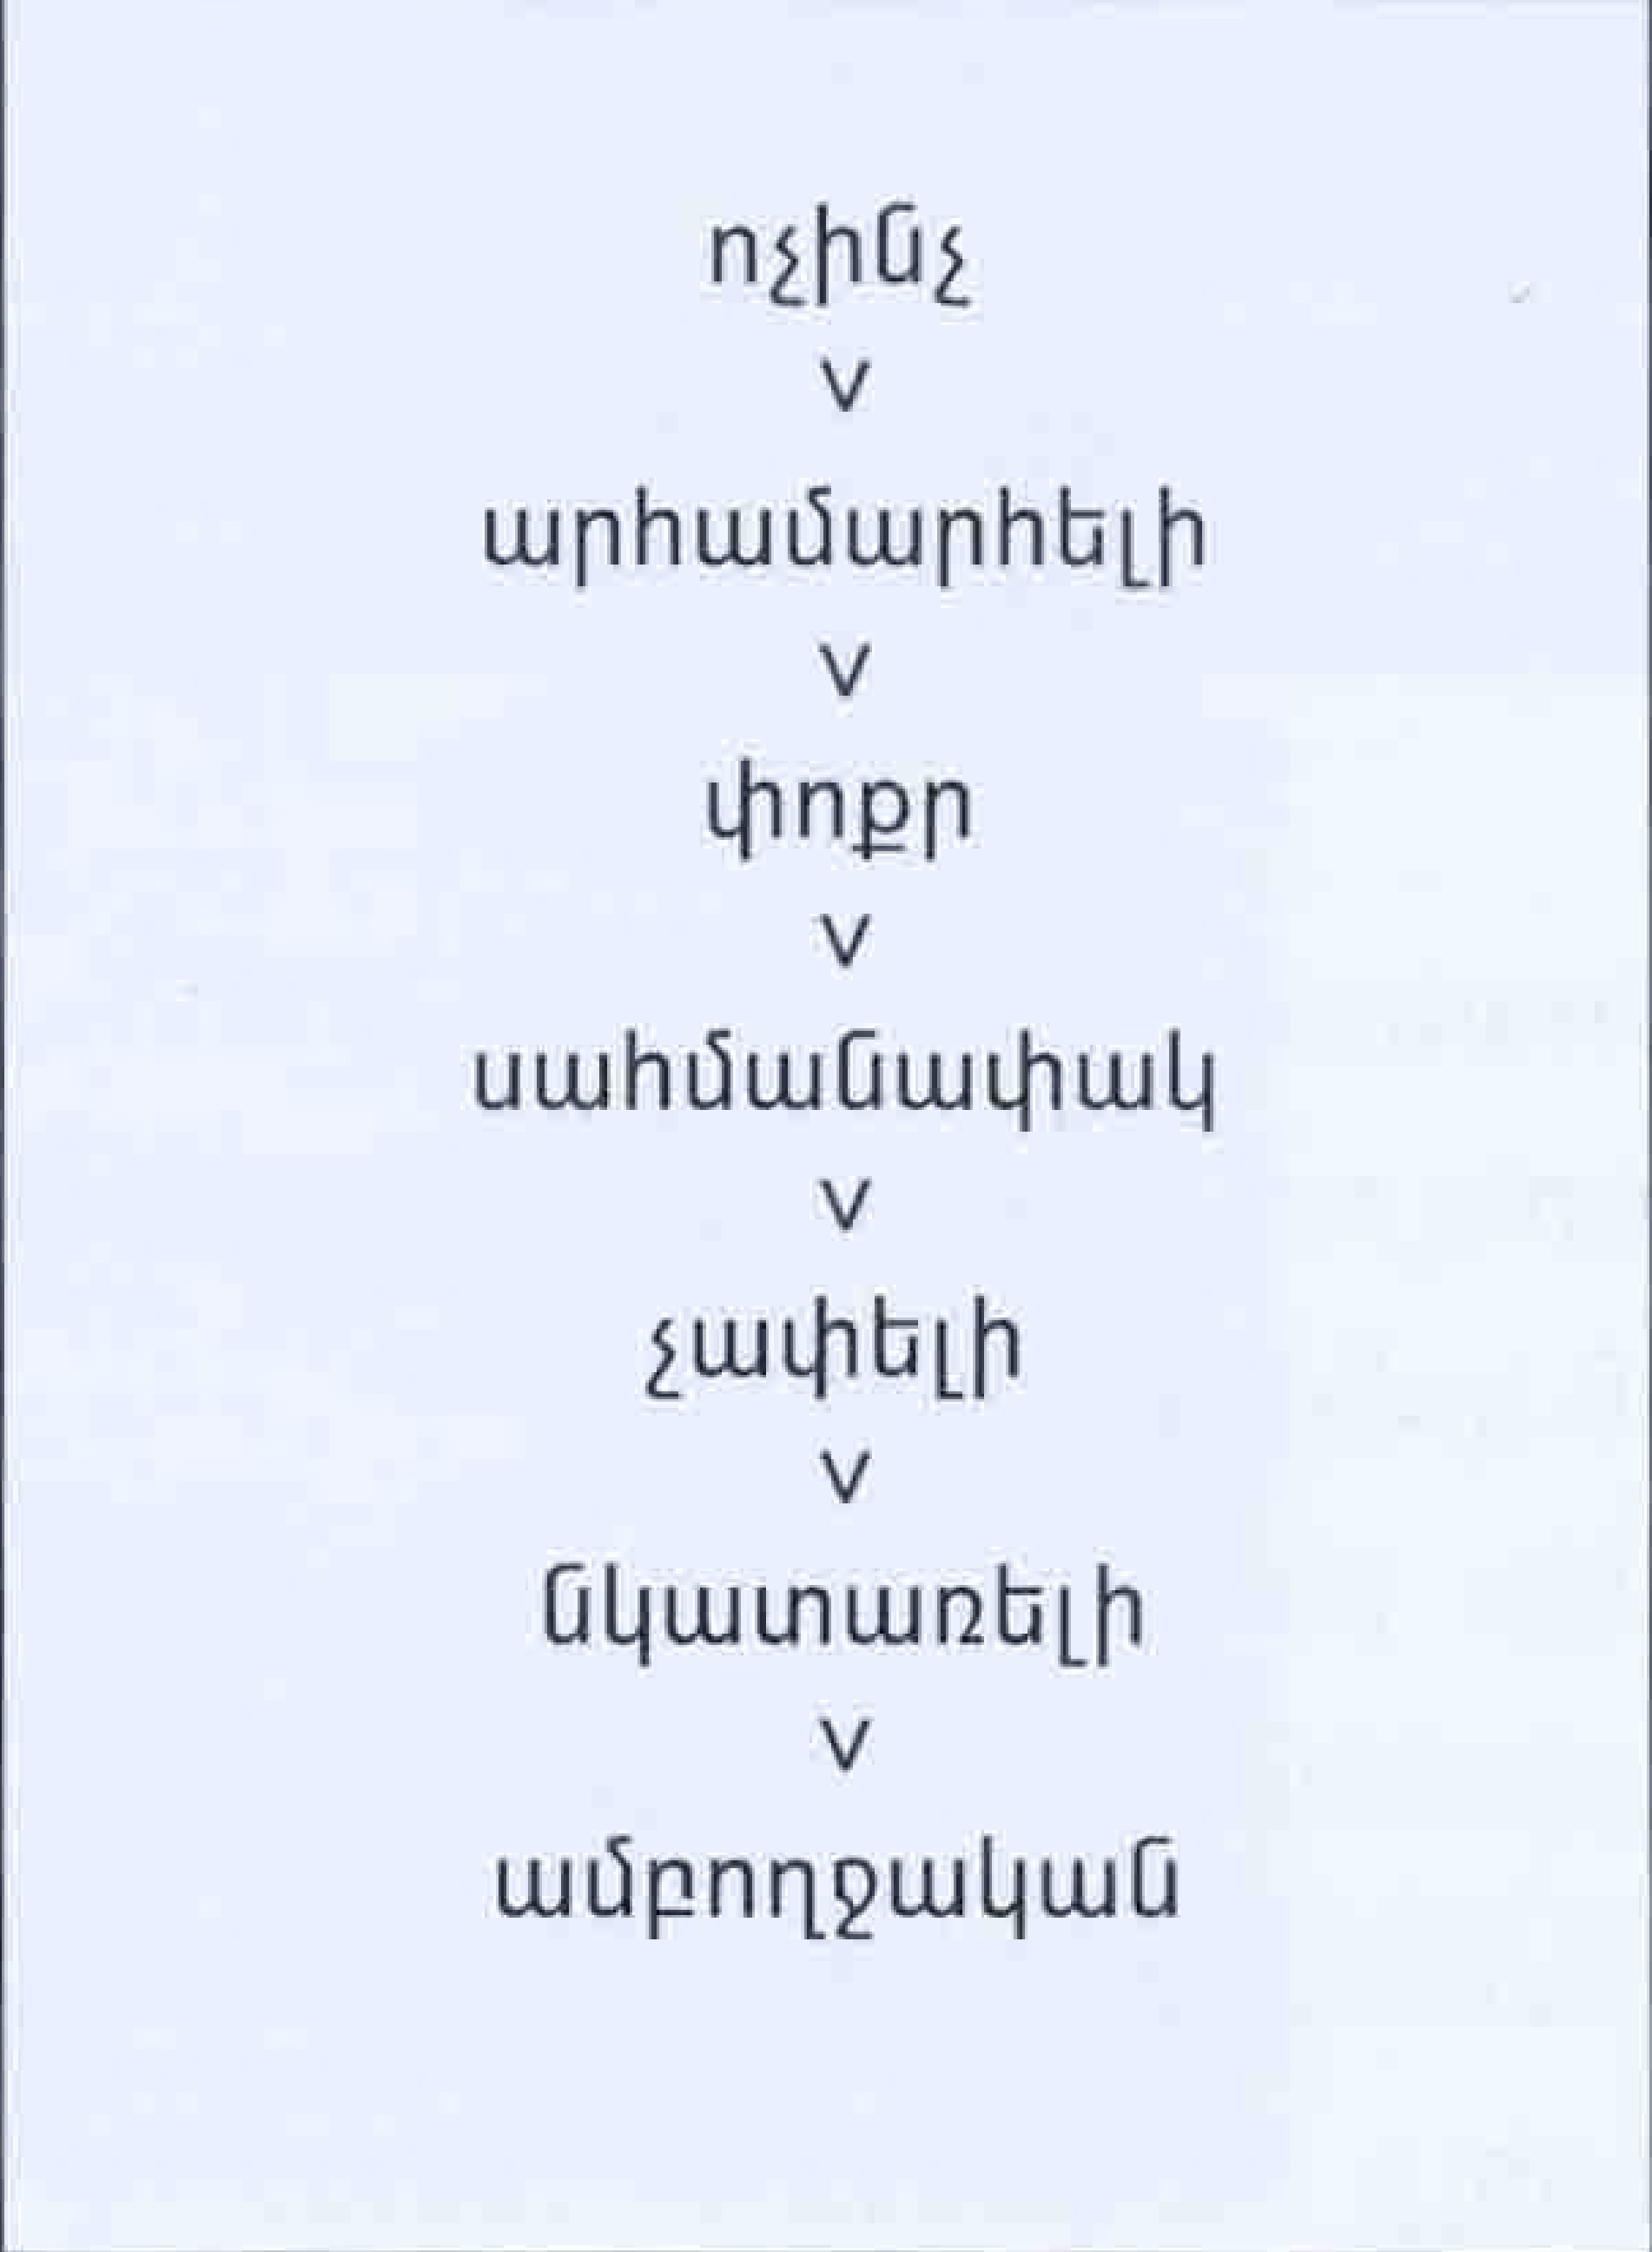 ոչինչ
v
արհամարհելի
v
փոքր
v
սահմանափակ
v
չափելի
v
նկատառելի
v
ամբողջական